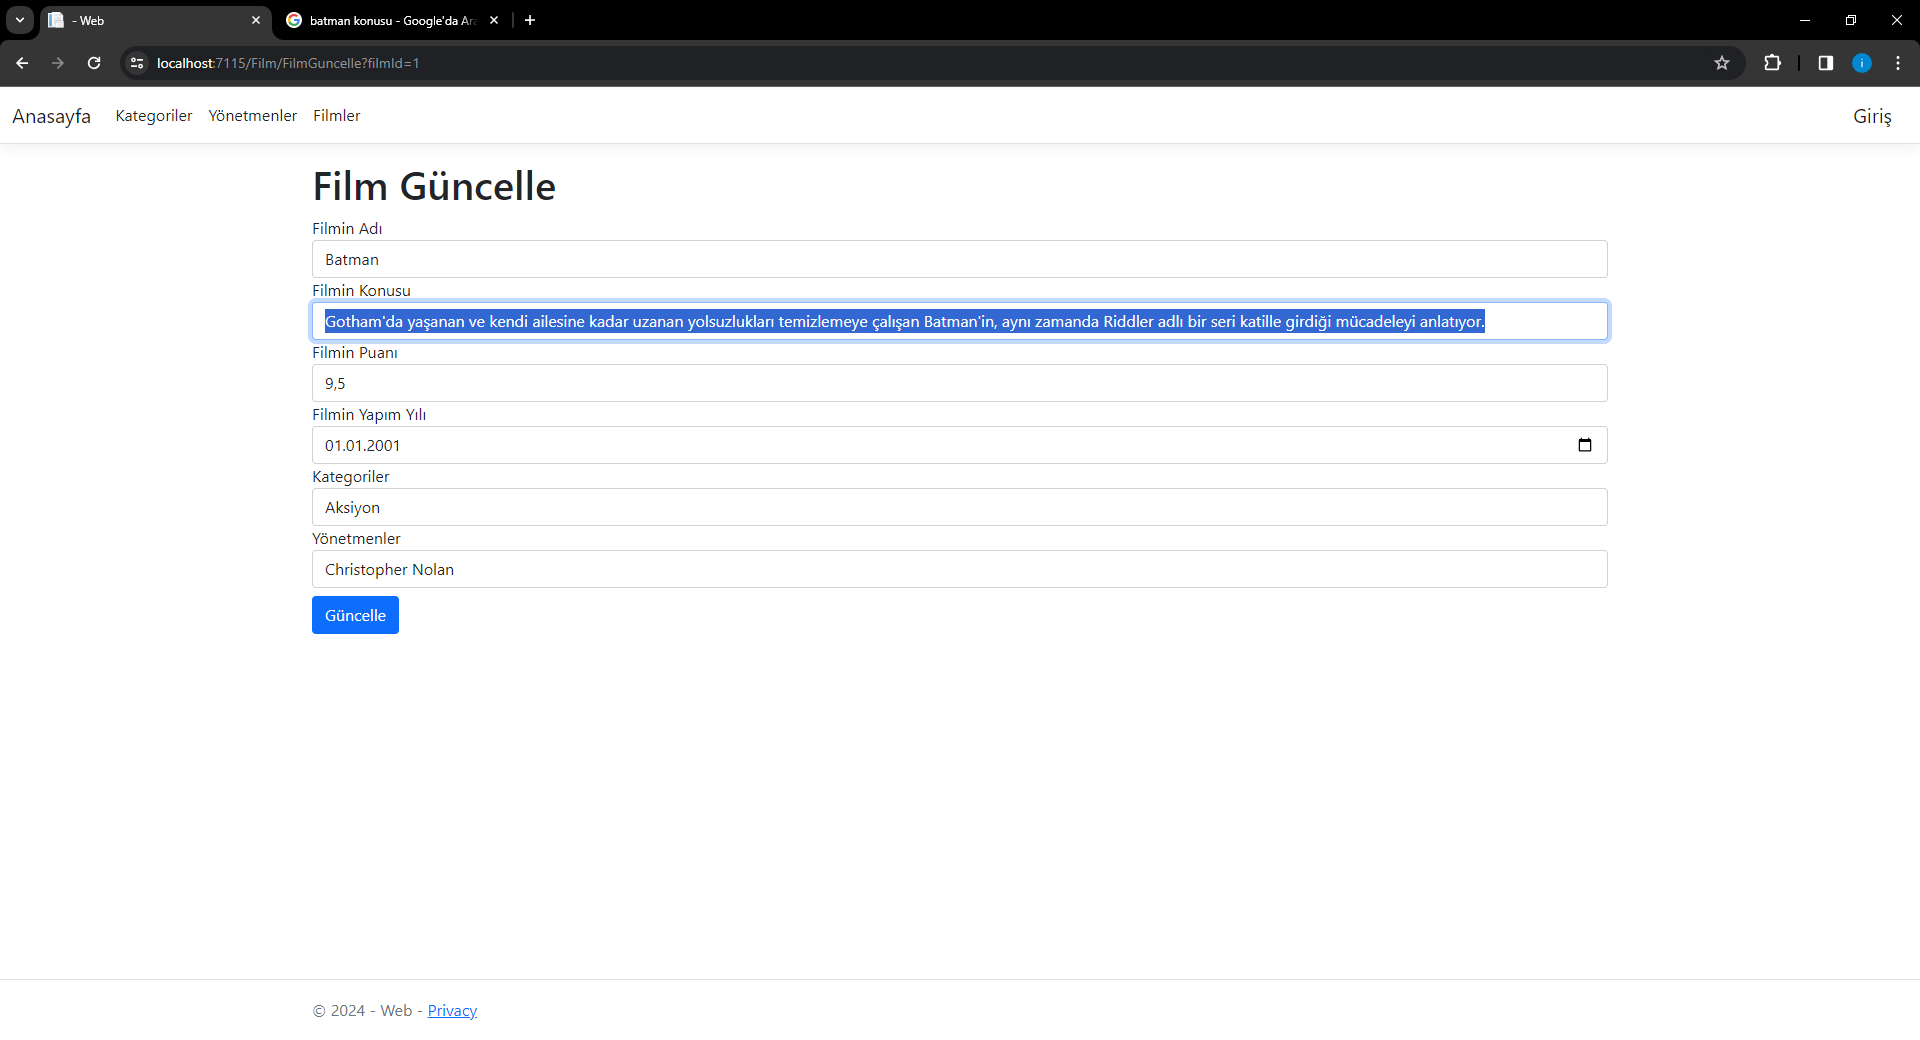 - Web
batman konusu - Google'da Ara
localhost:7115/Film/FilmGuncelle?filmId=1
i
Anasayfa Kategoriler Yönetmenler Filmler Giriş
Film Güncelle
Filmin Adı
Batman
Filmin Konusu
Gotham'da yaşanan ve kendi ailesine kadar uzanan yolsuzlukları temizlemeye çalışan Batman'in, aynı zamanda Riddler adlı bir seri katille girdiği mücadeleyi anlatıyor.
Filmin Puanı
9,5
Filmin Yapım Yılı
01.01.2001
Kategoriler
Aksiyon
Yönetmenler
Christopher Nolan
Güncelle
© 2024 - Web - Privacy